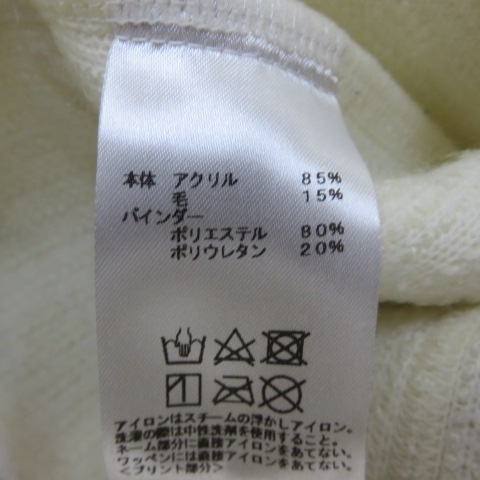 本体 アクリル 85%
毛 15%
バインダー
ポリエステル 80%
ポリウレタン 20%
アイロンはスチームの浮かしアイロン。
洗濯の際は中性洗剤を使用すること。
ネーム部分に直接アイロンをあてない。
ワッペンには直接アイロンをあてない。
<プリント部分>